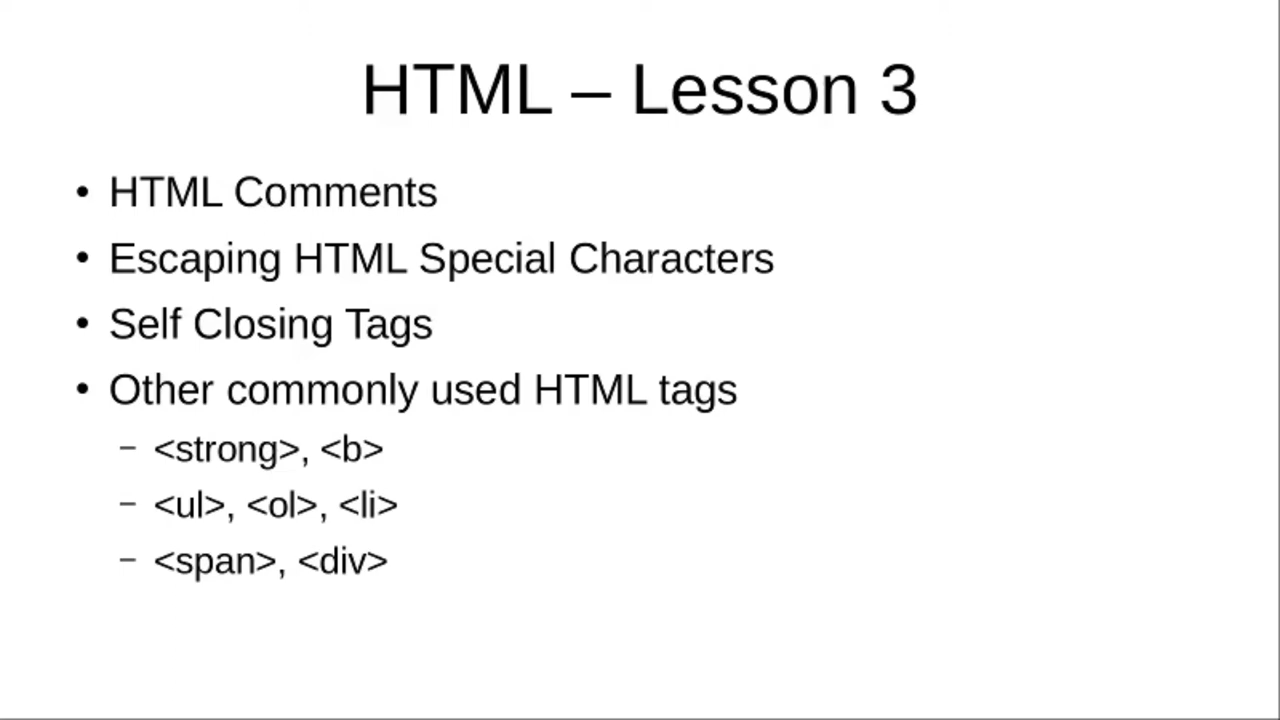 HTML – Lesson 3
• HTML Comments
• Escaping HTML Special Characters
• Self Closing Tags
• Other commonly used HTML tags
– <strong>, <b>
– <ul>, <ol>, <li>
– <span>, <div>